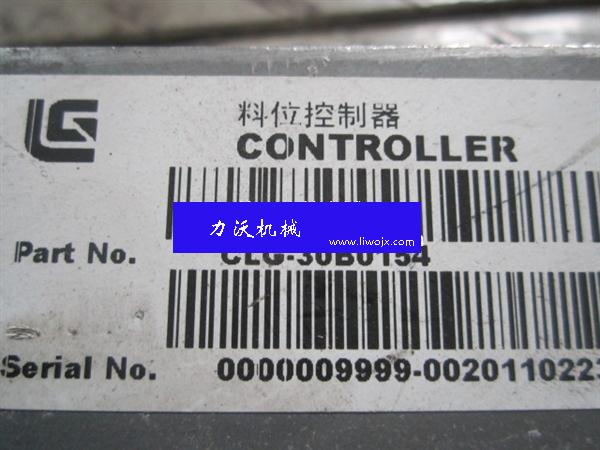 料位控制器
CONTROLLER
力沃机械
www.liwojx.com
Part No. CLG-30B0154
Serial No. 0000009999-0020110223